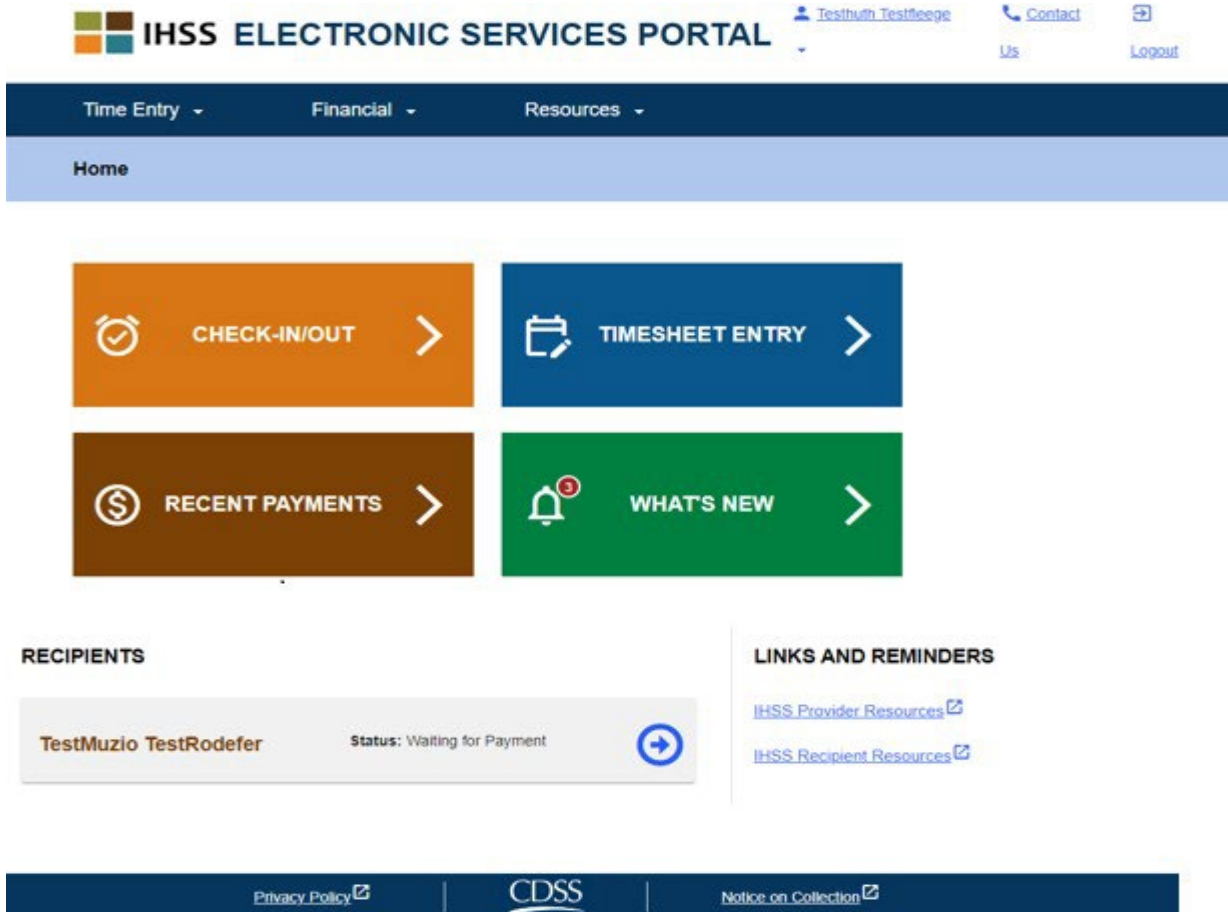 IHSS ELECTRONIC SERVICES PORTAL
Testhuth Testfleege
Contact Us
Logout
Time Entry
Financial
Resources
Home
CHECK-IN/OUT
TIMESHEET ENTRY
RECENT PAYMENTS
3
WHAT'S NEW
RECIPIENTS
TestMuzio TestRodefer
Status: Waiting for Payment
LINKS AND REMINDERS
IHSS Provider Resources
IHSS Recipient Resources
Privacy Policy
CDSS
Notice on Collection